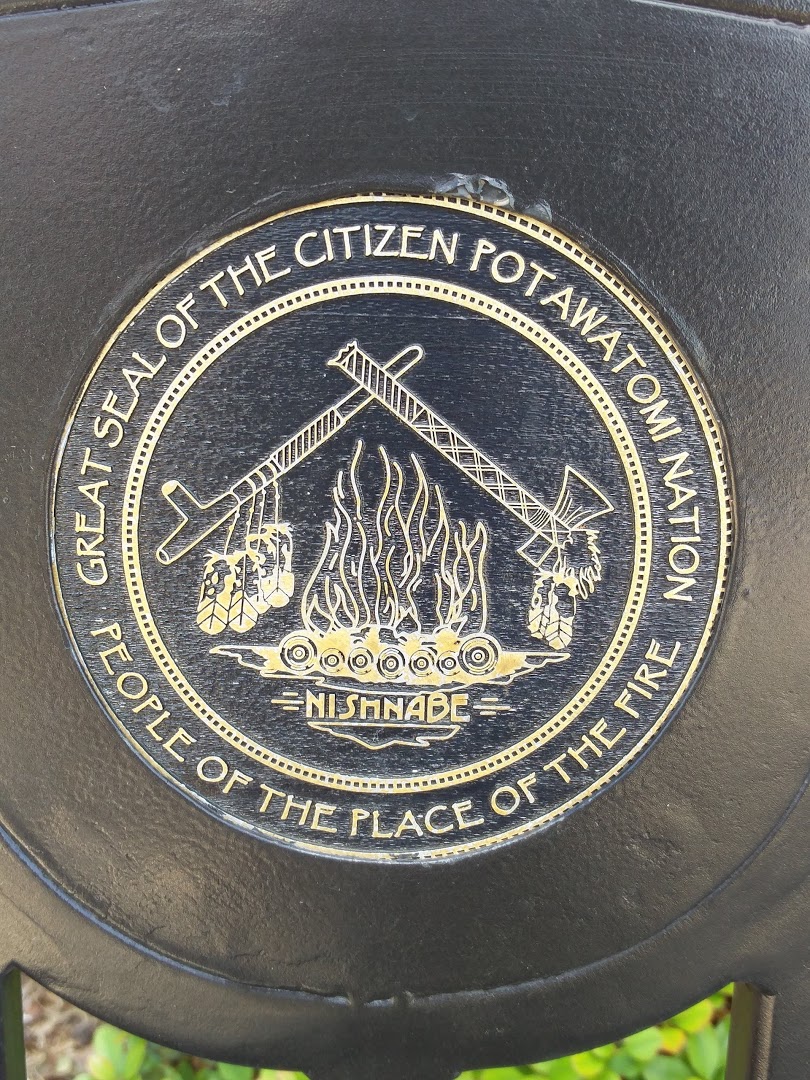 GREAT SEAL OF THE CITIZEN POTAWATOMI NATION
NISHNABE
PEOPLE OF THE PLACE OF THE FIRE